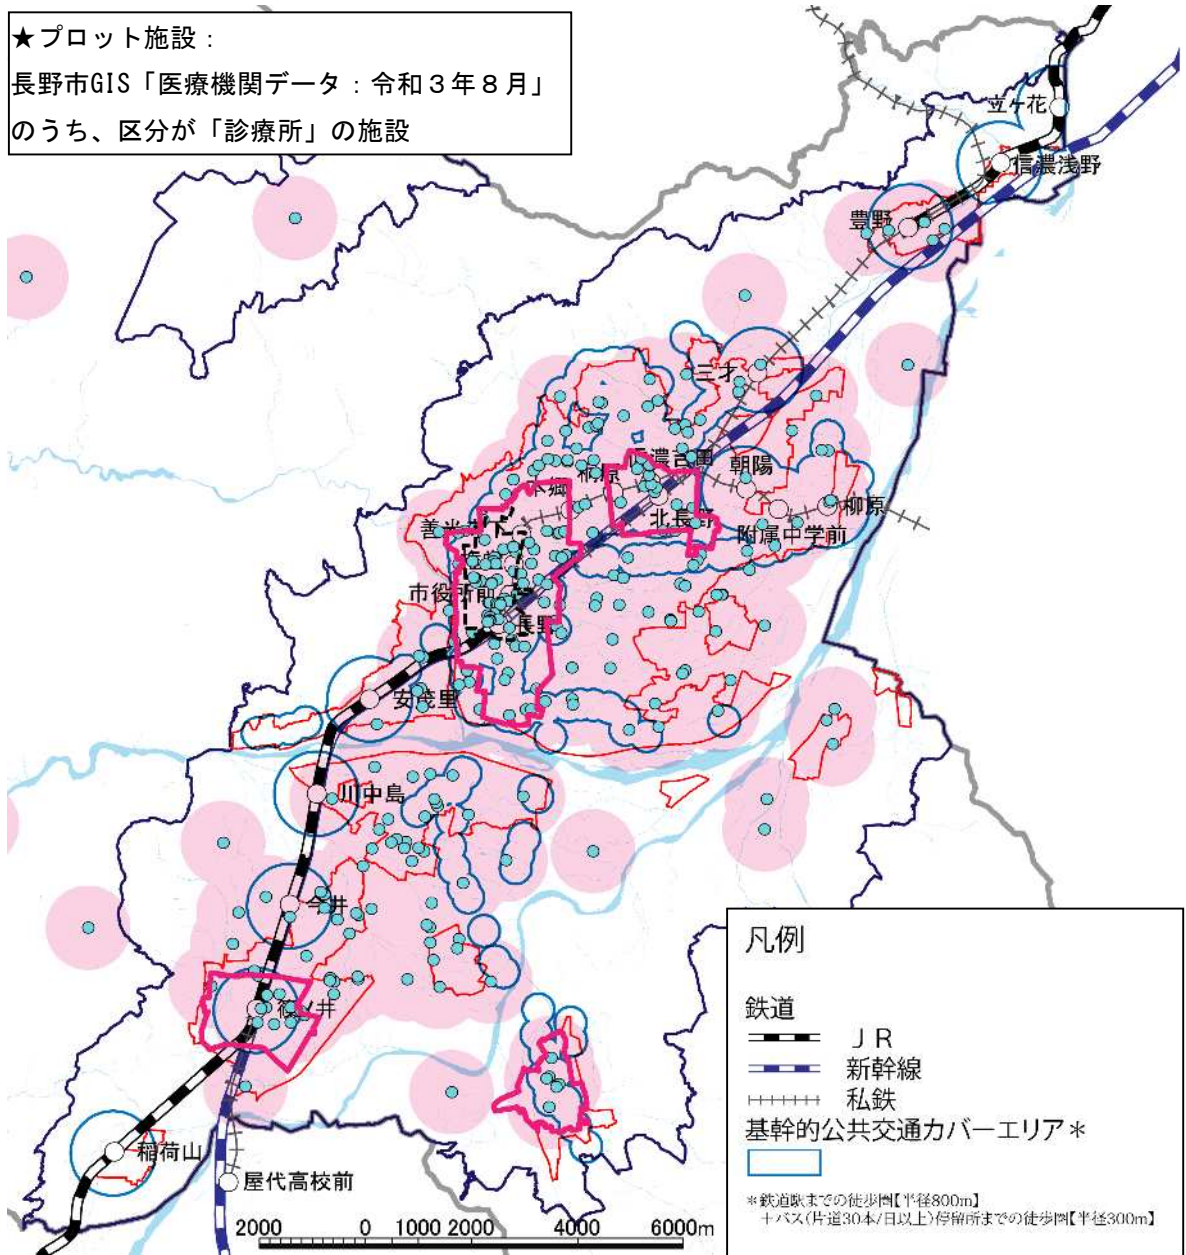 ★プロット施設：
長野市GIS「医療機関データ：令和３年８月」
のうち、区分が「診療所」の施設
立ケ花
信濃浅野
豊野
三才
信濃吉田
朝陽
本郷
柳原
北長野
附属中学前
善光寺下
市役所前
長野
安茂里
川中島
今井
篠ノ井
稲荷山
屋代高校前
凡例
鉄道
ＪＲ
新幹線
私鉄
基幹的公共交通カバーエリア＊
＊鉄道駅までの徒歩圏【半径800m】
＋バス（片道30本/日以上）停留所までの徒歩圏【半径300m】
2000 0 1000 2000 4000 6000m